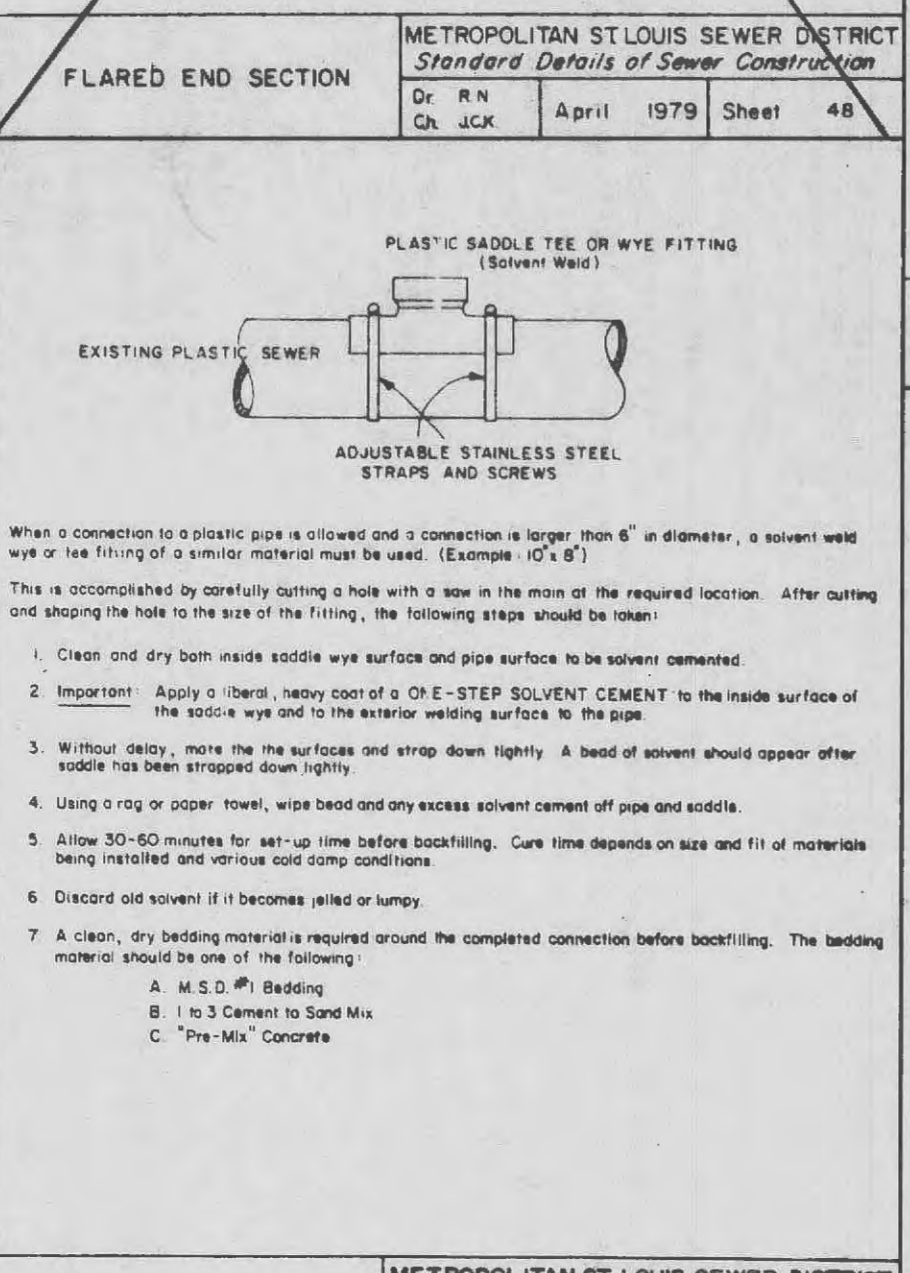 FLARED END SECTION
METROPOLITAN ST LOUIS SEWER DISTRICT
Standard Details of Sewer Construction
Dr. R N
Ch. J.C.K.
April 1979
Sheet 48
PLASTIC SADDLE TEE OR WYE FITTING
(Solvent Weld)
EXISTING PLASTIC SEWER
ADJUSTABLE STAINLESS STEEL
STRAPS AND SCREWS
When a connection to a plastic pipe is allowed and a connection is larger than 6" in diameter, a solvent weld
wye or tee fitting of a similar material must be used. (Example: 10"x 8")
This is accomplished by carefully cutting a hole with a saw in the main at the required location. After cutting
and shaping the hole to the size of the fitting, the following steps should be taken:
1. Clean and dry both inside saddle wye surface and pipe surface to be solvent cemented.
2. Important: Apply a liberal, heavy coat of a ONE-STEP SOLVENT CEMENT to the inside surface of
the saddle wye and to the exterior welding surface to the pipe.
3. Without delay, mate the the surfaces and strap down tightly. A bead of solvent should appear after
saddle has been strapped down tightly.
4. Using a rag or paper towel, wipe bead and any excess solvent cement off pipe and saddle.
5. Allow 30-60 minutes for set-up time before backfilling. Cure time depends on size and fit of materials
being installed and various cold damp conditions.
6. Discard old solvent if it becomes jelled or lumpy.
7. A clean, dry bedding material is required around the completed connection before backfilling. The bedding
material should be one of the following:
A. M.S.D. #1 Bedding
B. 1 to 3 Cement to Sand Mix
C. "Pre-Mix" Concrete
METROPOLITAN ST LOUIS SEWER DISTRICT